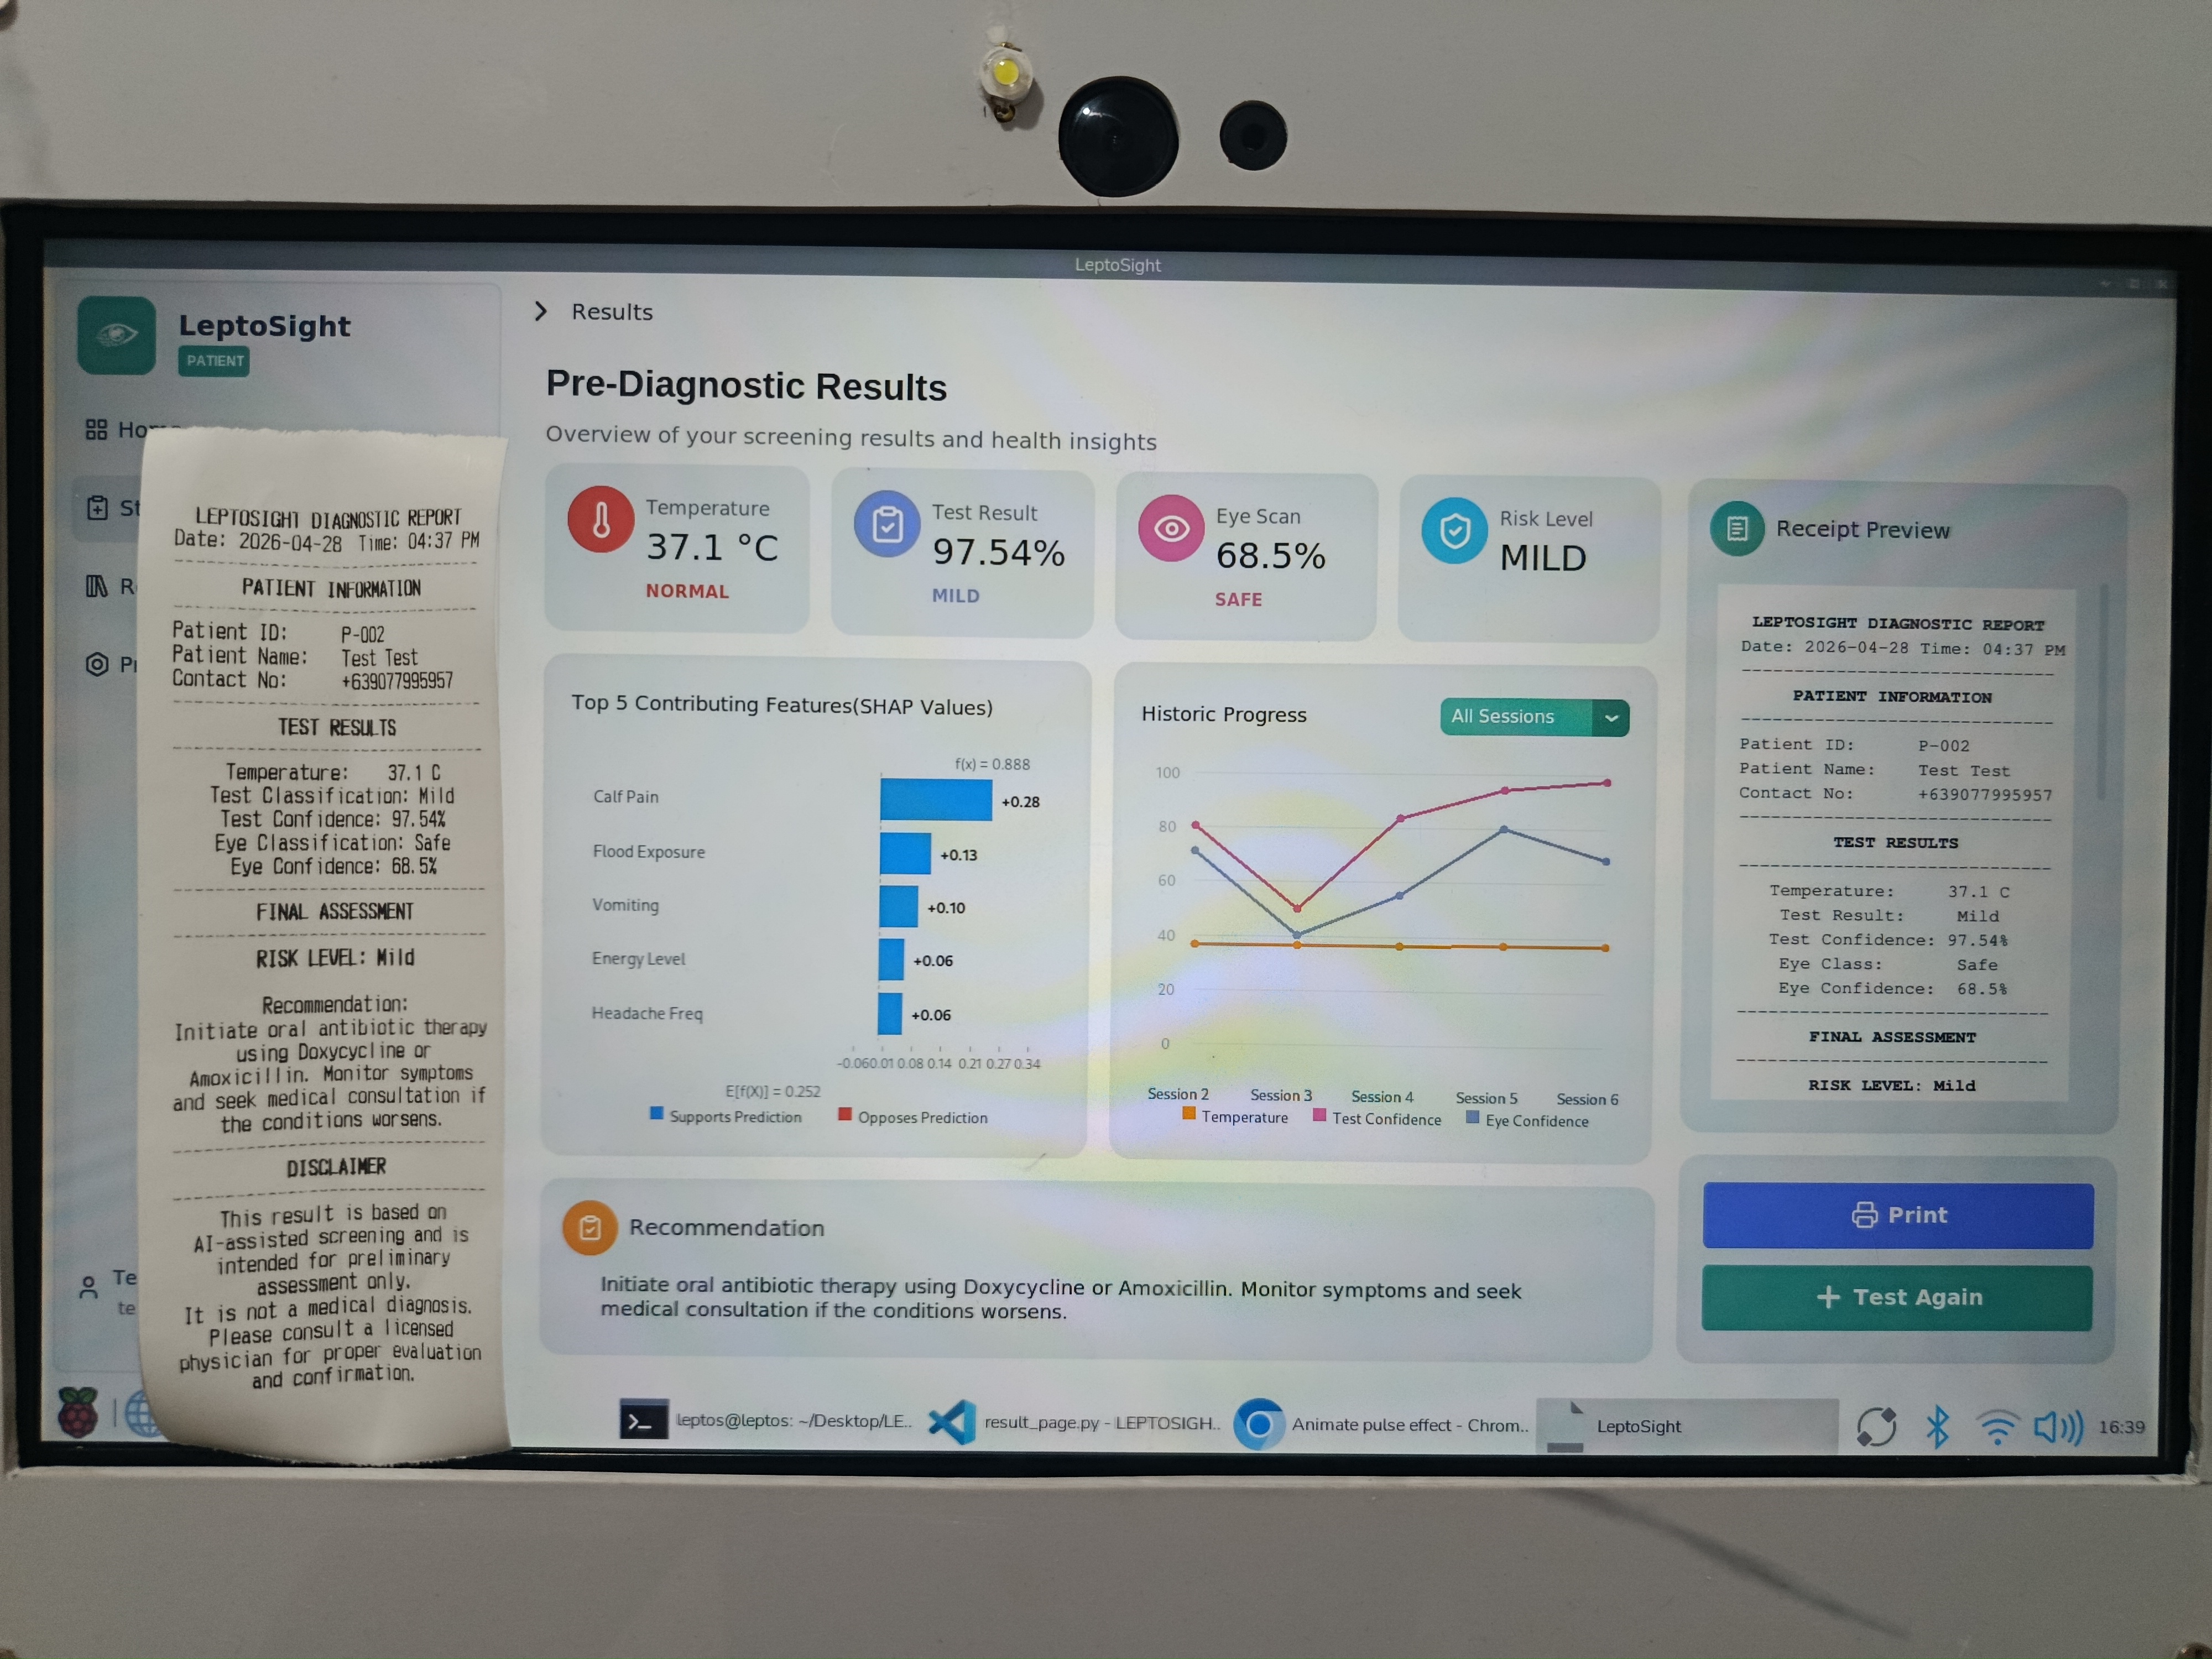 LeptoSight
LeptoSight
PATIENT
Results
Pre-Diagnostic Results
Overview of your screening results and health insights
Temperature
37.1 °C
NORMAL
Test Result
97.54%
MILD
Eye Scan
68.5%
SAFE
Risk Level
MILD
Top 5 Contributing Features(SHAP Values)
f(x) = 0.888
Calf Pain +0.28
Flood Exposure +0.13
Vomiting +0.10
Energy Level +0.06
Headache Freq +0.06
-0.06 0.01 0.08 0.14 0.21 0.27 0.34
E[f(X)] = 0.252
Supports Prediction Opposes Prediction
Historic Progress
All Sessions
100
80
60
40
20
0
Session 2 Session 3 Session 4 Session 5 Session 6
Temperature Test Confidence Eye Confidence
Receipt Preview
LEPTOSIGHT DIAGNOSTIC REPORT
Date: 2026-04-28 Time: 04:37 PM
PATIENT INFORMATION
Patient ID: P-002
Patient Name: Test Test
Contact No: +639077995957
TEST RESULTS
Temperature: 37.1 C
Test Result: Mild
Test Confidence: 97.54%
Eye Class: Safe
Eye Confidence: 68.5%
FINAL ASSESSMENT
RISK LEVEL: Mild
Recommendation
Initiate oral antibiotic therapy using Doxycycline or Amoxicillin. Monitor symptoms and seek
medical consultation if the conditions worsens.
Print
Test Again
leptos@leptos: ~/Desktop/LE..
result_page.py - LEPTOSIGH..
Animate pulse effect - Chrom..
LeptoSight
16:39
LEPTOSIGHT DIAGNOSTIC REPORT
Date: 2026-04-28 Time: 04:37 PM
PATIENT INFORMATION
Patient ID: P-002
Patient Name: Test Test
Contact No: +639077995957
TEST RESULTS
Temperature: 37.1 C
Test Classification: Mild
Test Confidence: 97.54%
Eye Classification: Safe
Eye Confidence: 68.5%
FINAL ASSESSMENT
RISK LEVEL: Mild
Recommendation:
Initiate oral antibiotic therapy
using Doxycycline or
Amoxicillin. Monitor symptoms
and seek medical consultation if
the conditions worsens.
DISCLAIMER
This result is based on
AI-assisted screening and is
intended for preliminary
assessment only.
It is not a medical diagnosis.
Please consult a licensed
physician for proper evaluation
and confirmation.